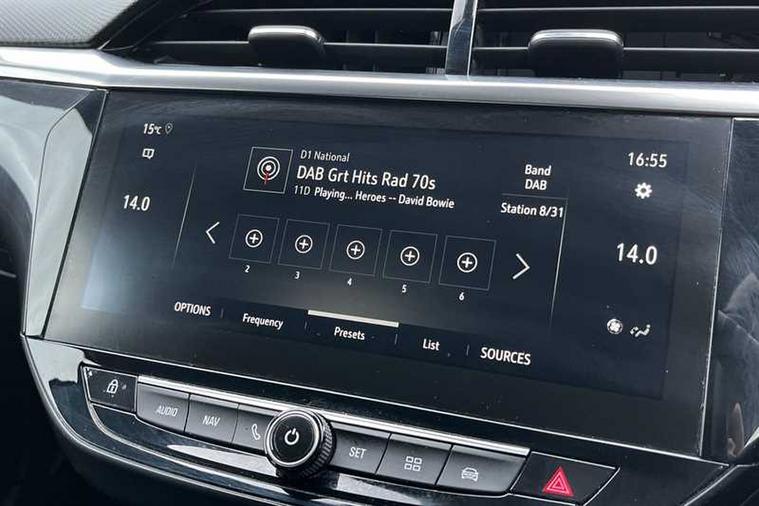 15°C
16:55
D1 National
DAB Grt Hits Rad 70s
11D Playing... Heroes -- David Bowie
Band
DAB
Station 8/31
14.0
14.0
2 3 4 5 6
OPTIONS Frequency Presets List SOURCES
AUDIO NAV SET